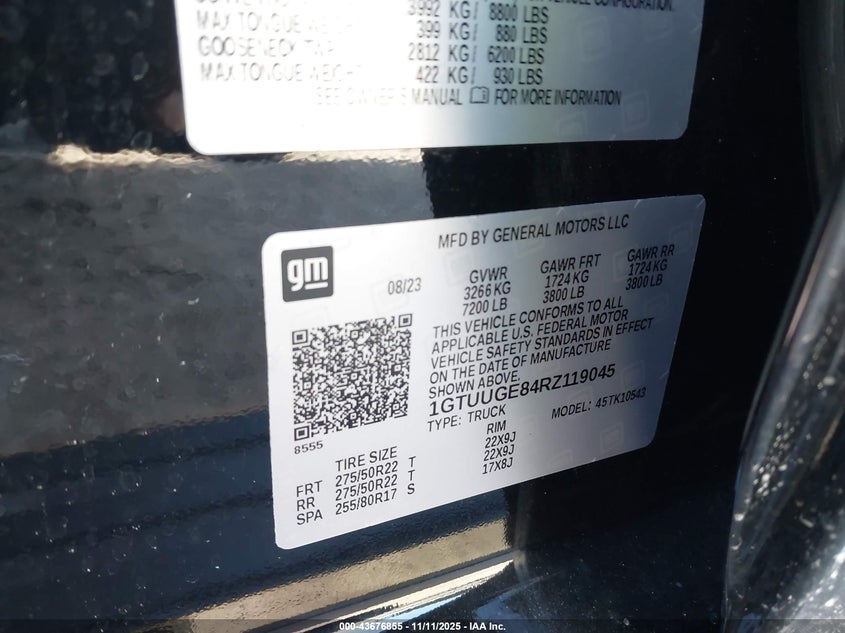 VEHICLE CONFIGURATION.
3992 KG/ 8800 LBS
MAX TONGUE WEIGHT 399 KG/ 880 LBS
GOOSENECK 2812 KG/ 6200 LBS
MAX TONGUE WEIGHT 422 KG/ 930 LBS
SEE OWNER'S MANUAL FOR MORE INFORMATION
MFD BY GENERAL MOTORS LLC
gm
08/23
GVWR GAWR FRT GAWR RR
3266 KG 1724 KG 1724 KG
7200 LB 3800 LB 3800 LB
THIS VEHICLE CONFORMS TO ALL
APPLICABLE U.S. FEDERAL MOTOR
VEHICLE SAFETY STANDARDS IN EFFECT
ON THE DATE OF MANUFACTURE
SHOWN ABOVE.
1GTUUGE84RZ119045
TYPE: TRUCK MODEL: 45TK10543
8555
TIRE SIZE RIM
FRT 275/50R22 T 22X9J
RR 275/50R22 T 22X9J
SPA 255/80R17 S 17X8J
000-43676855 - 11/11/2025 - IAA Inc.